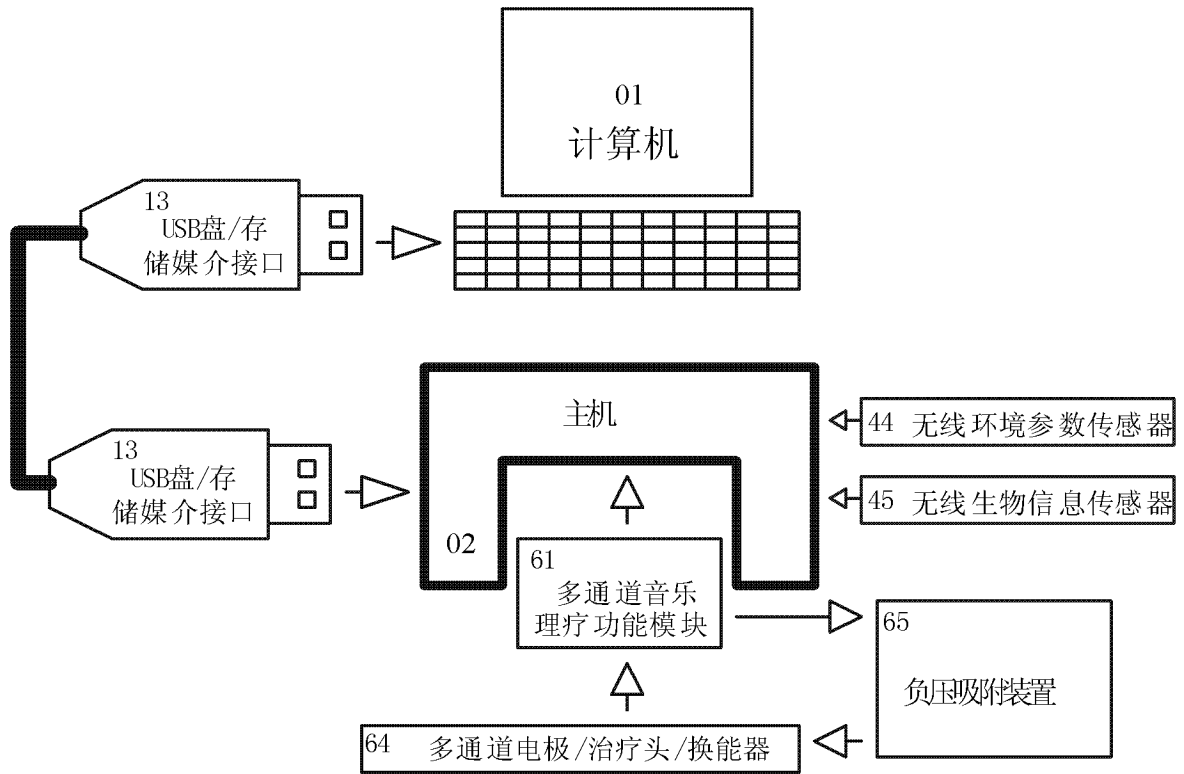 01
计算机
13
USB盘/存
储媒介接口
主机
44 无线环境参数传感器
13
USB盘/存
储媒介接口
45 无线生物信息传感器
02
61
多通道音乐
理疗功能模块
65
负压吸附装置
64 多通道电极/治疗头/换能器